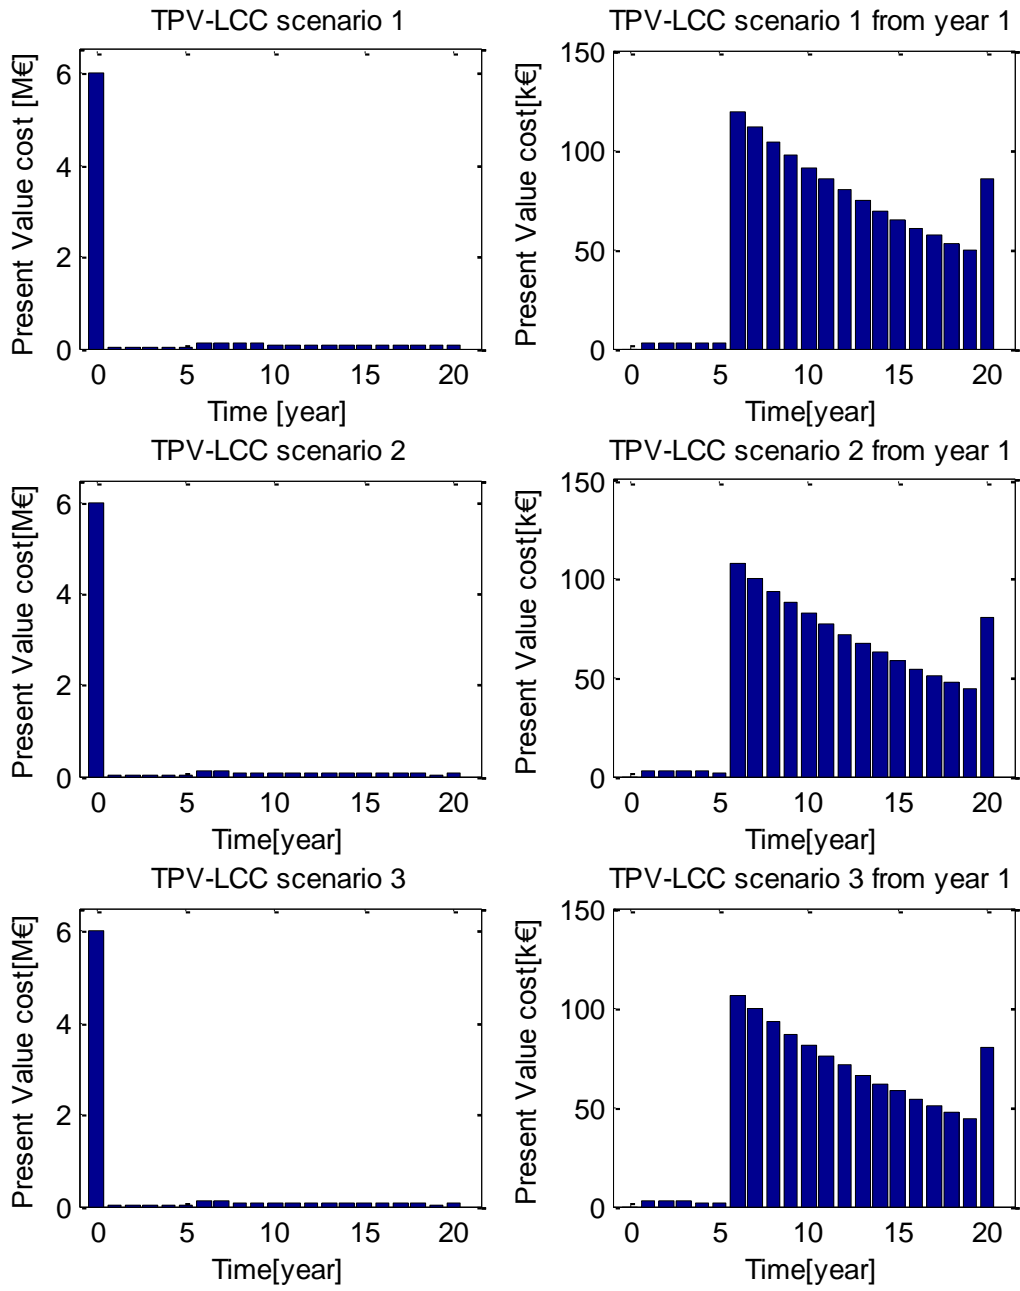 TPV-LCC scenario 1
Present Value cost [M€]
6
4
2
0
0 5 10 15 20
Time [year]
TPV-LCC scenario 1 from year 1
Present Value cost[k€]
150
100
50
0
0 5 10 15 20
Time[year]
TPV-LCC scenario 2
Present Value cost[M€]
6
4
2
0
0 5 10 15 20
Time[year]
TPV-LCC scenario 2 from year 1
Present Value cost[k€]
150
100
50
0
0 5 10 15 20
Time[year]
TPV-LCC scenario 3
Present Value cost[M€]
6
4
2
0
0 5 10 15 20
Time[year]
TPV-LCC scenario 3 from year 1
Present Value cost[k€]
150
100
50
0
0 5 10 15 20
Time[year]